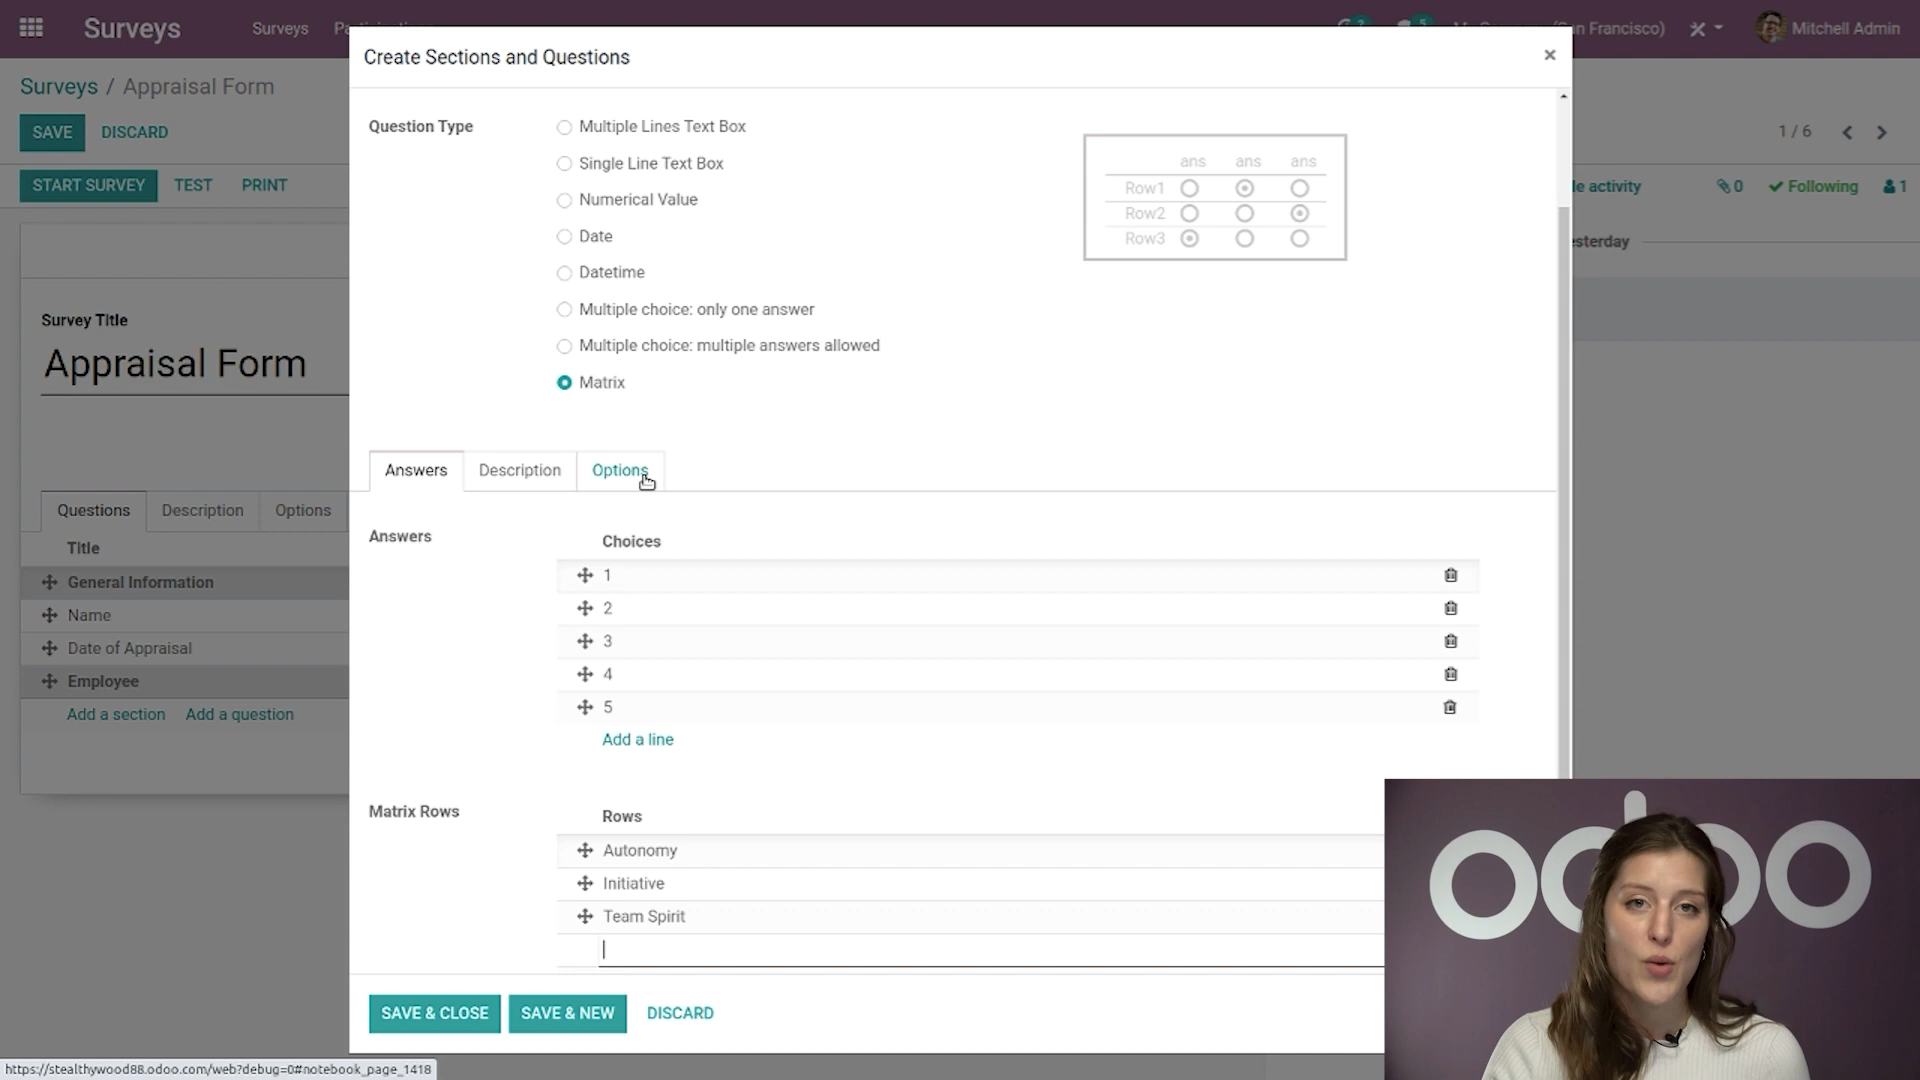 Surveys
Surveys
Create Sections and Questions
Mitchell Admin
Surveys / Appraisal Form
SAVE
DISCARD
1 / 6
START SURVEY
TEST
PRINT
0
Following
1
Survey Title
Appraisal Form
Questions
Description
Options
Title
General Information
Name
Date of Appraisal
Employee
Add a section
Add a question
Question Type
Multiple Lines Text Box
Single Line Text Box
Numerical Value
Date
Datetime
Multiple choice: only one answer
Multiple choice: multiple answers allowed
Matrix
ans ans ans
Row1
Row2
Row3
Answers
Description
Options
Answers
Choices
1
2
3
4
5
Add a line
Matrix Rows
Rows
Autonomy
Initiative
Team Spirit
SAVE & CLOSE
SAVE & NEW
DISCARD
odoo
https://stealthywood88.odoo.com/web?debug=0#notebook_page_1418